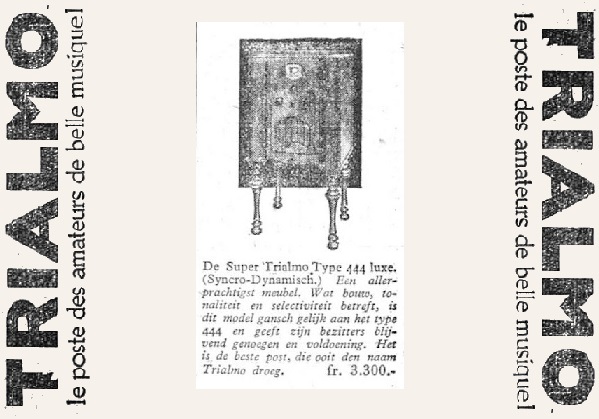 TRIALMO
le poste des amateurs de belle musique!
De Super Trialmo Type 444 luxe.
(Syncro-Dynamisch.) Een aller-
prachtigst meubel. Wat bouw, to-
naliteit en selectiviteit betreft, is
dit model gansch gelijk aan het type
444 en geeft zijn bezitters blij-
vend genoegen en voldoening. Het
is de beste post, die ooit den naam
Trialmo droeg. fr. 3.300.-
TRIALMO
le poste des amateurs de belle musique!